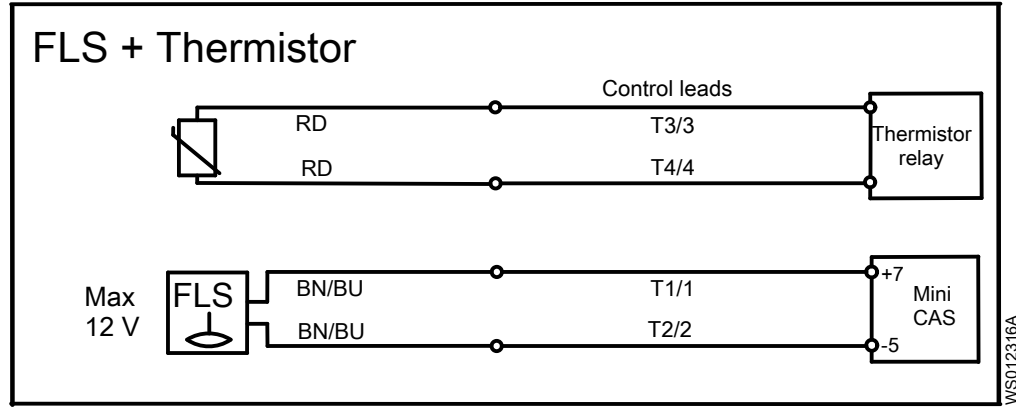 FLS + Thermistor
Control leads
RD
T3/3
Thermistor
relay
RD
T4/4
Max
12 V
FLS
BN/BU
T1/1
+7
Mini
CAS
BN/BU
T2/2
-5
WS012316A